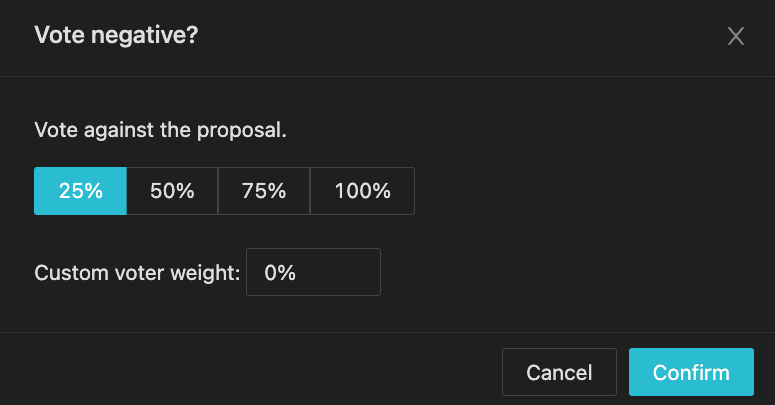 Vote negative?
Vote against the proposal.
25% 50% 75% 100%
Custom voter weight: 0%
Cancel Confirm